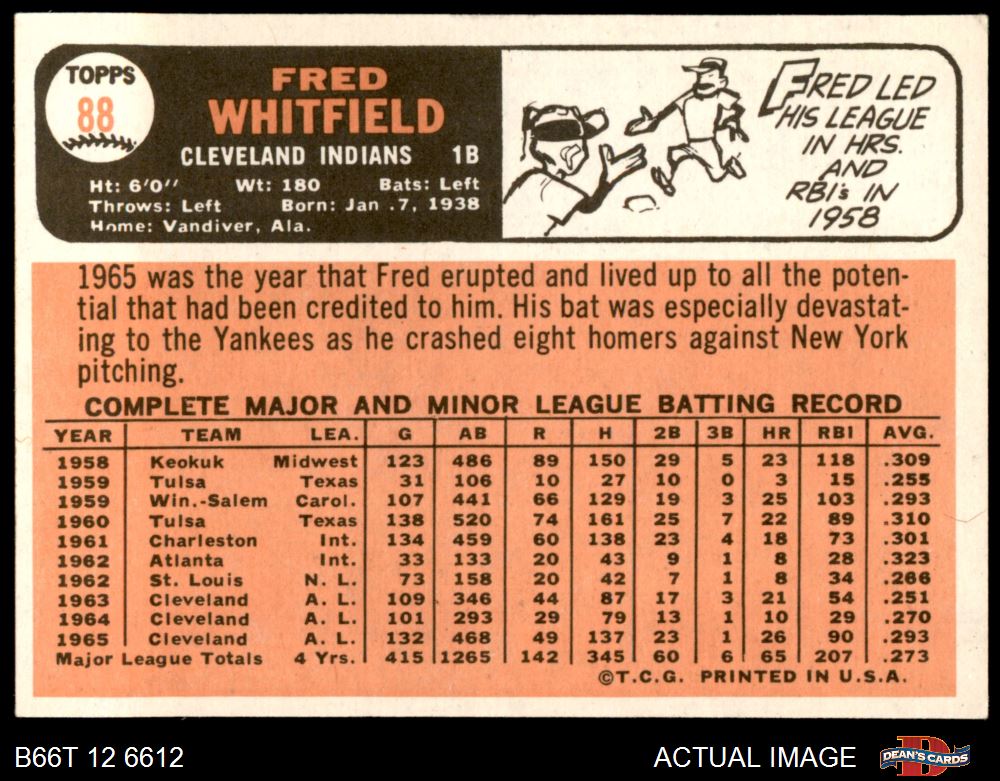 TOPPS
88
FRED
WHITFIELD
CLEVELAND INDIANS 1B
Ht: 6'0" Wt: 180 Bats: Left
Throws: Left Born: Jan .7, 1938
Home: Vandiver, Ala.
FRED LED
HIS LEAGUE
IN HRS.
AND
RBI's IN
1958
1965 was the year that Fred erupted and lived up to all the poten-
tial that had been credited to him. His bat was especially devastat-
ing to the Yankees as he crashed eight homers against New York
pitching.
COMPLETE MAJOR AND MINOR LEAGUE BATTING RECORD
YEAR TEAM LEA. G AB R H 2B 3B HR RBI AVG.
1958 Keokuk Midwest 123 486 89 150 29 5 23 118 .309
1959 Tulsa Texas 31 106 10 27 10 0 3 15 .255
1959 Win.-Salem Carol. 107 441 66 129 19 3 25 103 .293
1960 Tulsa Texas 138 520 74 161 25 7 22 89 .310
1961 Charleston Int. 134 459 60 138 23 4 18 73 .301
1962 Atlanta Int. 33 133 20 43 9 1 8 28 .323
1962 St. Louis N. L. 73 158 20 42 7 1 8 34 .266
1963 Cleveland A. L. 109 346 44 87 17 3 21 54 .251
1964 Cleveland A. L. 101 293 29 79 13 1 10 29 .270
1965 Cleveland A. L. 132 468 49 137 23 1 26 90 .293
Major League Totals 4 Yrs. 415 1265 142 345 60 6 65 207 .273
©T.C.G. PRINTED IN U.S.A.
B66T 12 6612
ACTUAL IMAGE
DEAN'S CARDS